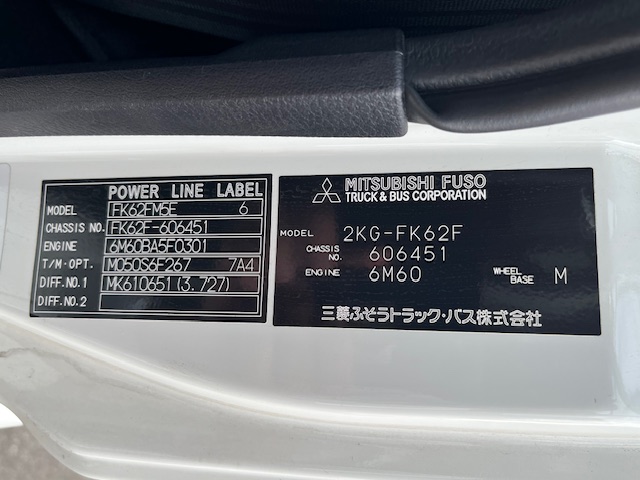 POWER LINE LABEL
MODEL FK62FM5E 6
CHASSIS NO. FK62F-606451
ENGINE 6M60BA5F0301
T/M・OPT. M050S6F267 7A4
DIFF.NO.1 MK610651(3.727)
DIFF.NO.2
MITSUBISHI FUSO
TRUCK & BUS CORPORATION
MODEL 2KG-FK62F
CHASSIS NO. 606451
ENGINE 6M60 WHEEL BASE M
三菱ふそうトラック・バス株式会社